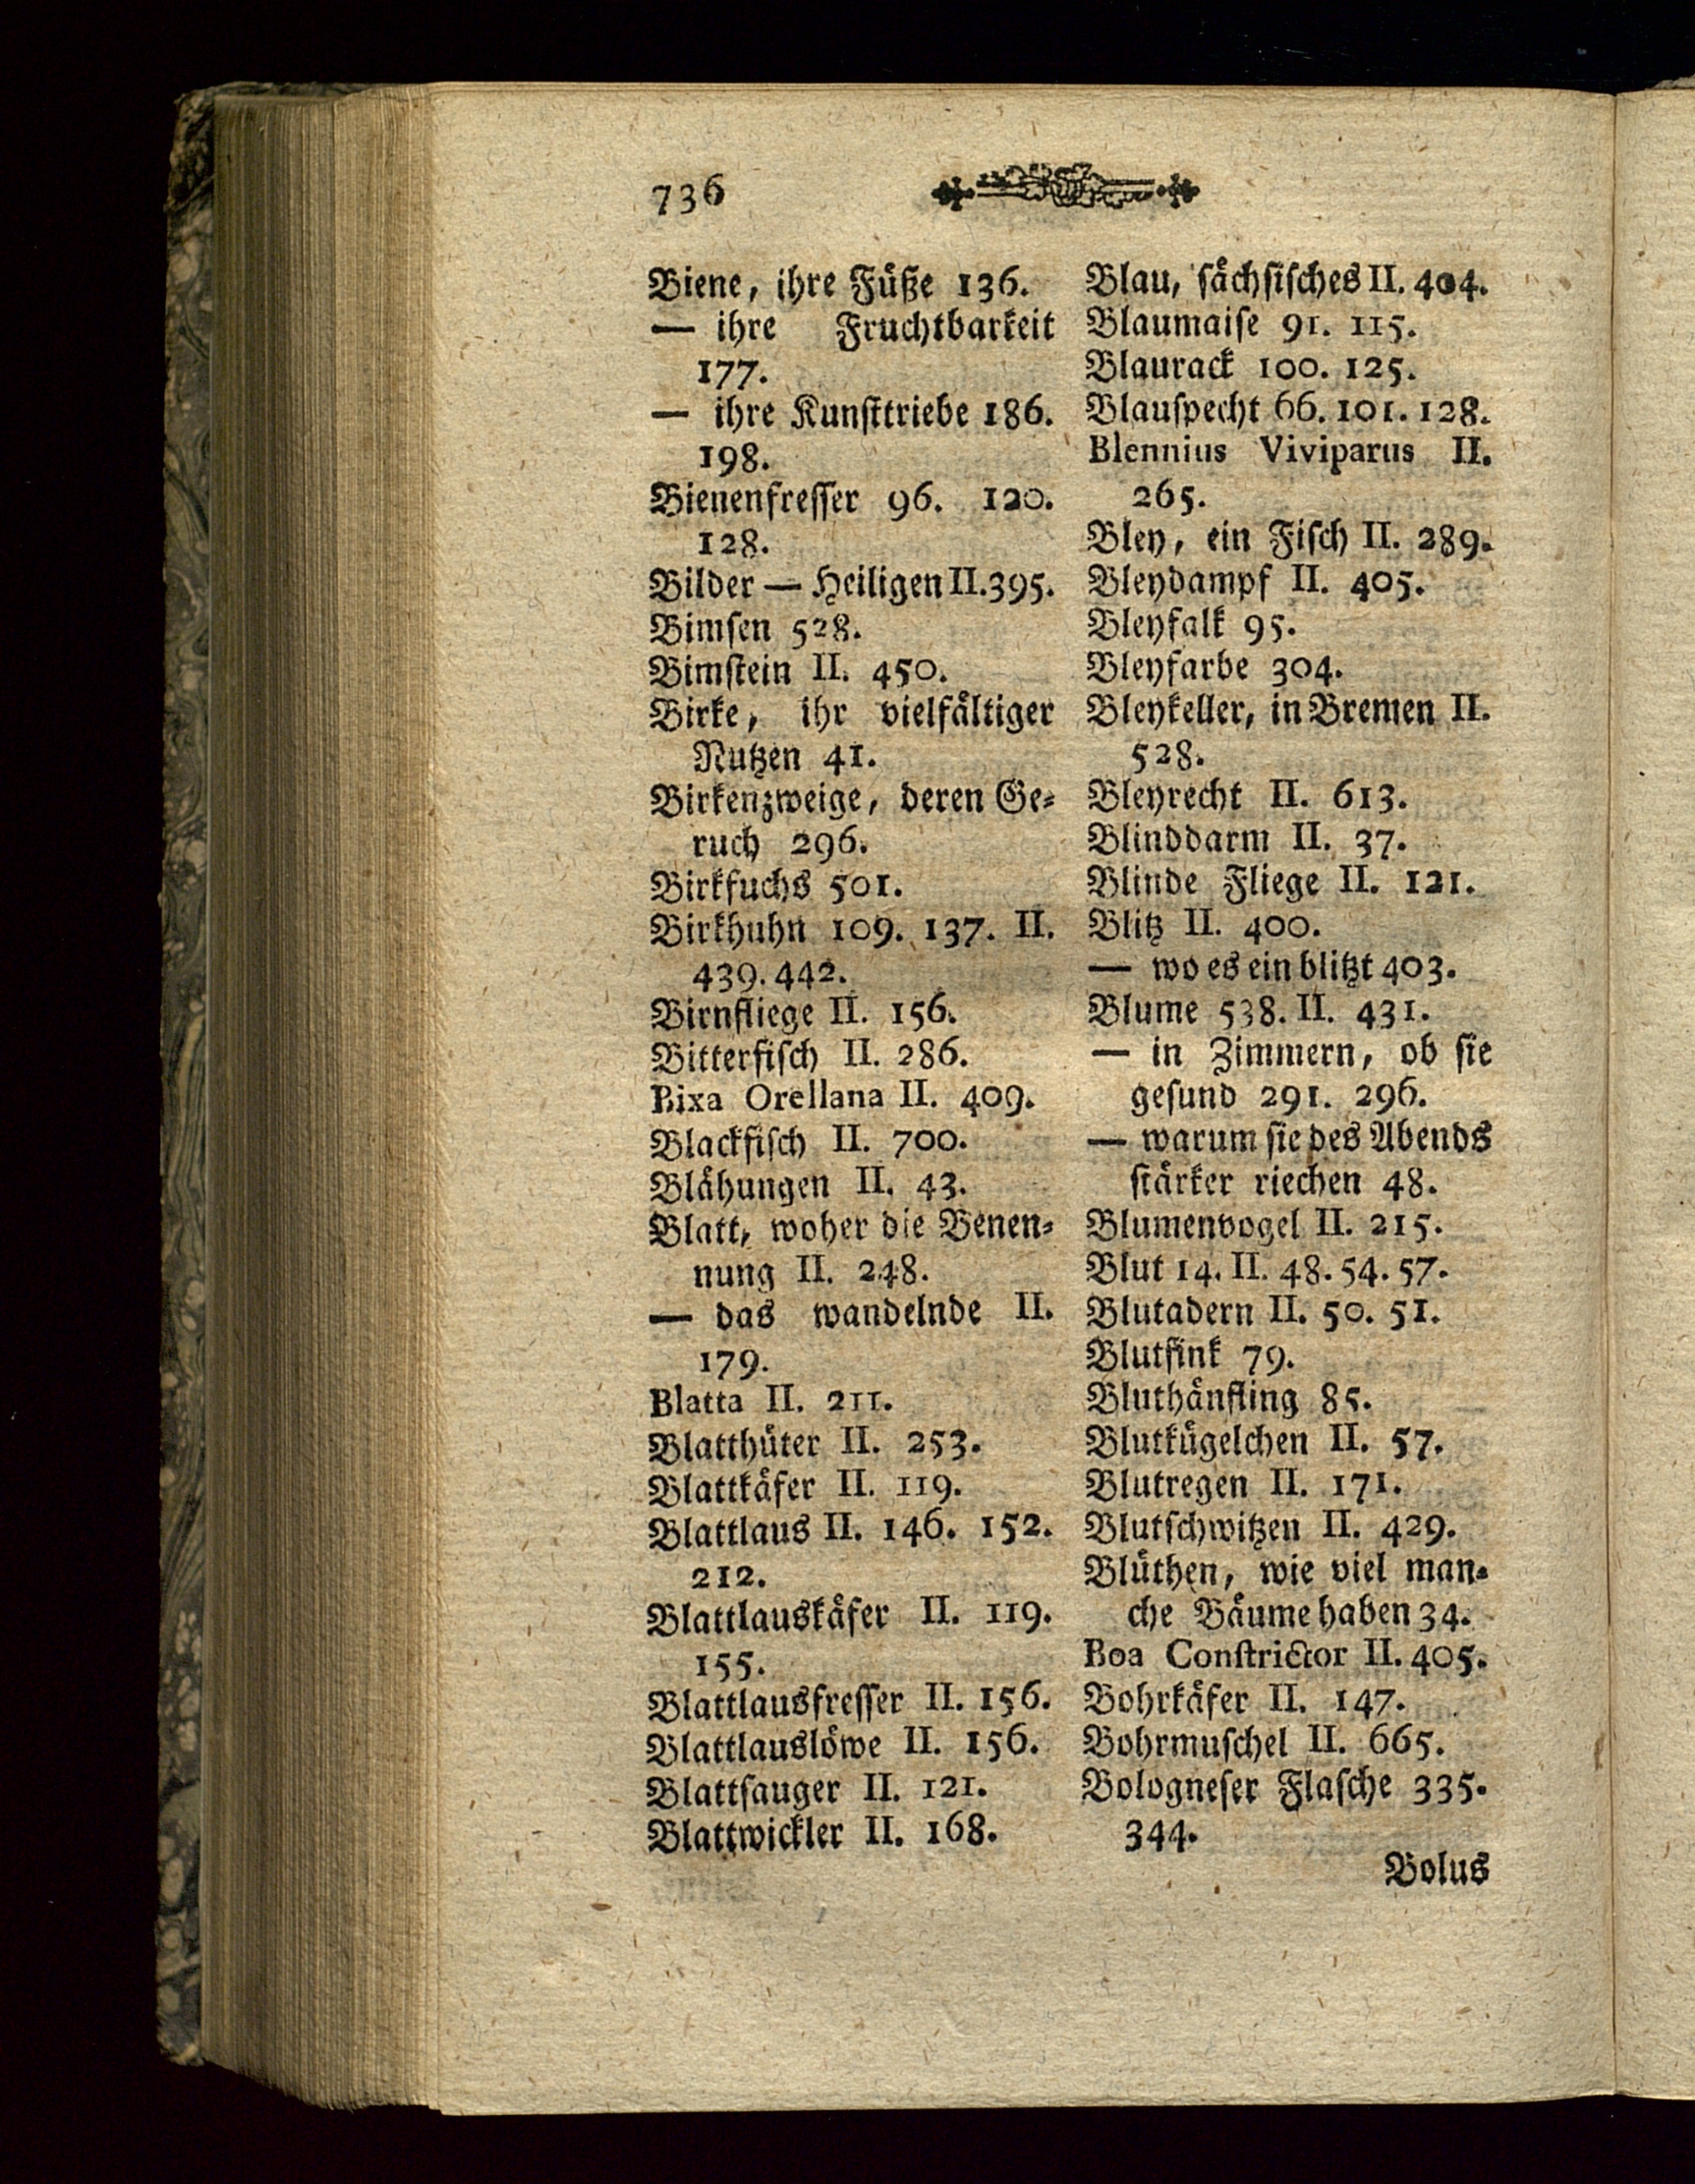 736
Biene, ihre Füße 136.
— ihre Fruchtbarkeit
177.
— ihre Kunsttriebe 186.
198.
Bienenfresser 96. 120.
128.
Bilder — Heiligen II. 395.
Bimsen 528.
Bimstein II. 450.
Birke, ihr vielfältiger
Nutzen 41.
Birkenzweige, deren Ge-
ruch 296.
Birkfuchs 501.
Birkhuhn 109. 137. II.
439. 442.
Birnfliege II. 156.
Bitterfisch II. 286.
Bixa Orellana II. 409.
Blackfisch II. 700.
Blähungen II. 43.
Blatt, woher die Benen-
nung II. 248.
— das wandelnde II.
179.
Blatta II. 211.
Blatthüter II. 253.
Blattkäfer II. 119.
Blattlaus II. 146. 152.
212.
Blattlauskäfer II. 119.
155.
Blattlausfresser II. 156.
Blattlauslöwe II. 156.
Blattsauger II. 121.
Blattwickler II. 168.
Blau, sächsisches II. 404.
Blaumaise 91. 115.
Blaurack 100. 125.
Blauspecht 66. 101. 128.
Blennius Viviparus II.
265.
Bley, ein Fisch II. 289.
Bleydampf II. 405.
Bleyfalk 95.
Bleyfarbe 304.
Bleykeller, in Bremen II.
528.
Bleyrecht II. 613.
Blinddarm II. 37.
Blinde Fliege II. 121.
Blitz II. 400.
— wo es ein blitzt 403.
Blume 538. II. 431.
— in Zimmern, ob sie
gesund 291. 296.
— warum sie des Abends
stärker riechen 48.
Blumenvogel II. 215.
Blut 14. II. 48. 54. 57.
Blutadern II. 50. 51.
Blutfink 79.
Bluthänfling 85.
Blutkügelchen II. 57.
Blutregen II. 171.
Blutschwitzen II. 429.
Blüthen, wie viel man-
che Bäume haben 34.
Boa Constrictor II. 405.
Bohrkäfer II. 147.
Bohrmuschel II. 665.
Bologneser Flasche 335.
344.
Bolus